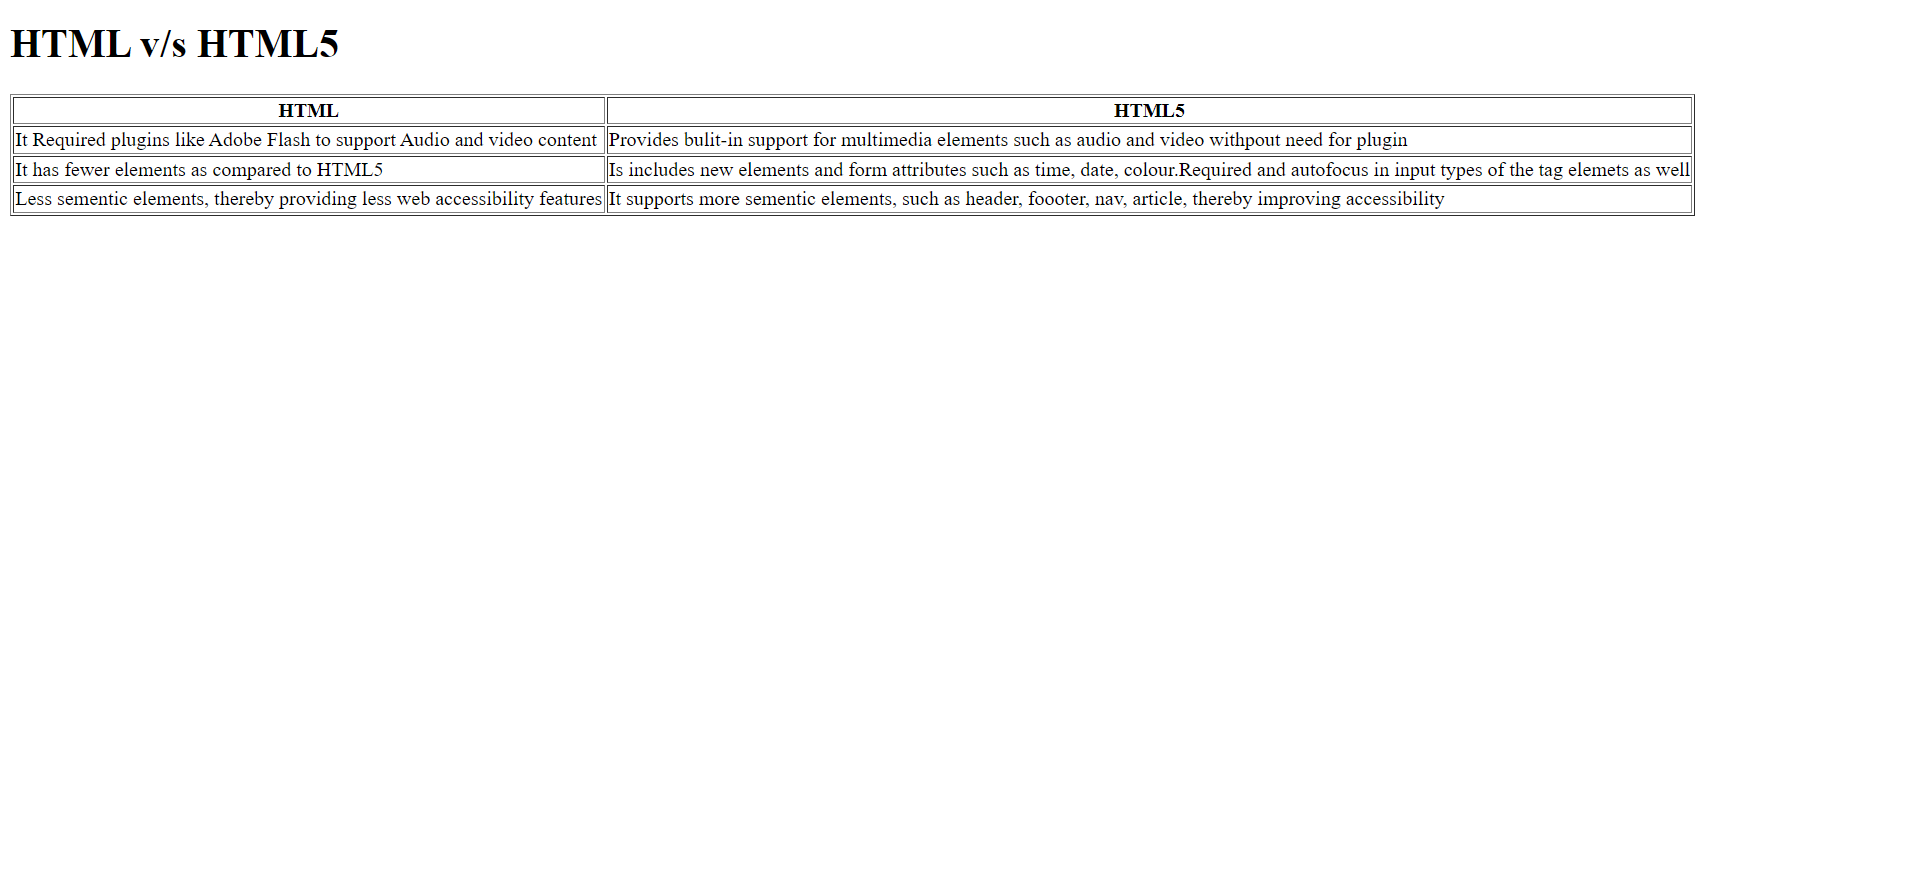 HTML v/s HTML5
HTML HTML5
It Required plugins like Adobe Flash to support Audio and video content Provides bulit-in support for multimedia elements such as audio and video withpout need for plugin
It has fewer elements as compared to HTML5 Is includes new elements and form attributes such as time, date, colour.Required and autofocus in input types of the tag elemets as well
Less sementic elements, thereby providing less web accessibility features It supports more sementic elements, such as header, foooter, nav, article, thereby improving accessibility